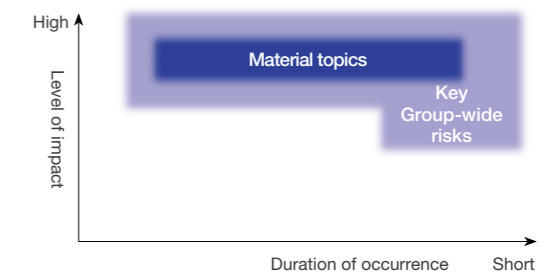 High
Level of impact
Material topics
Key
Group-wide
risks
Duration of occurrence
Short